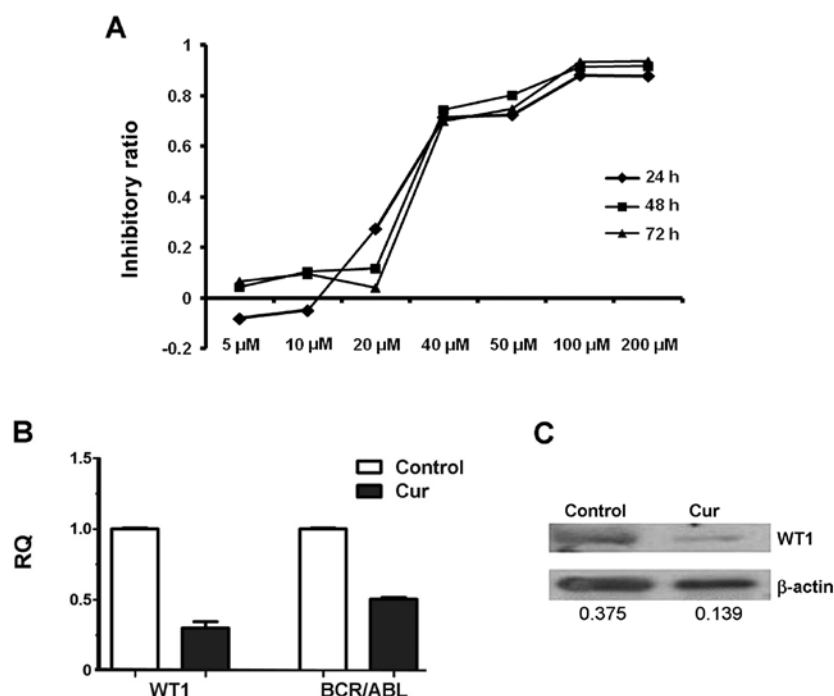 A
1
0.8
0.6
0.4
0.2
0
-0.2
Inhibitory ratio
24 h
48 h
72 h
5 µM 10 µM 20 µM 40 µM 50 µM 100 µM 200 µM
B
1.5
1.0
0.5
0
RQ
Control
Cur
WT1 BCR/ABL
C
Control Cur
WT1
β-actin
0.375 0.139